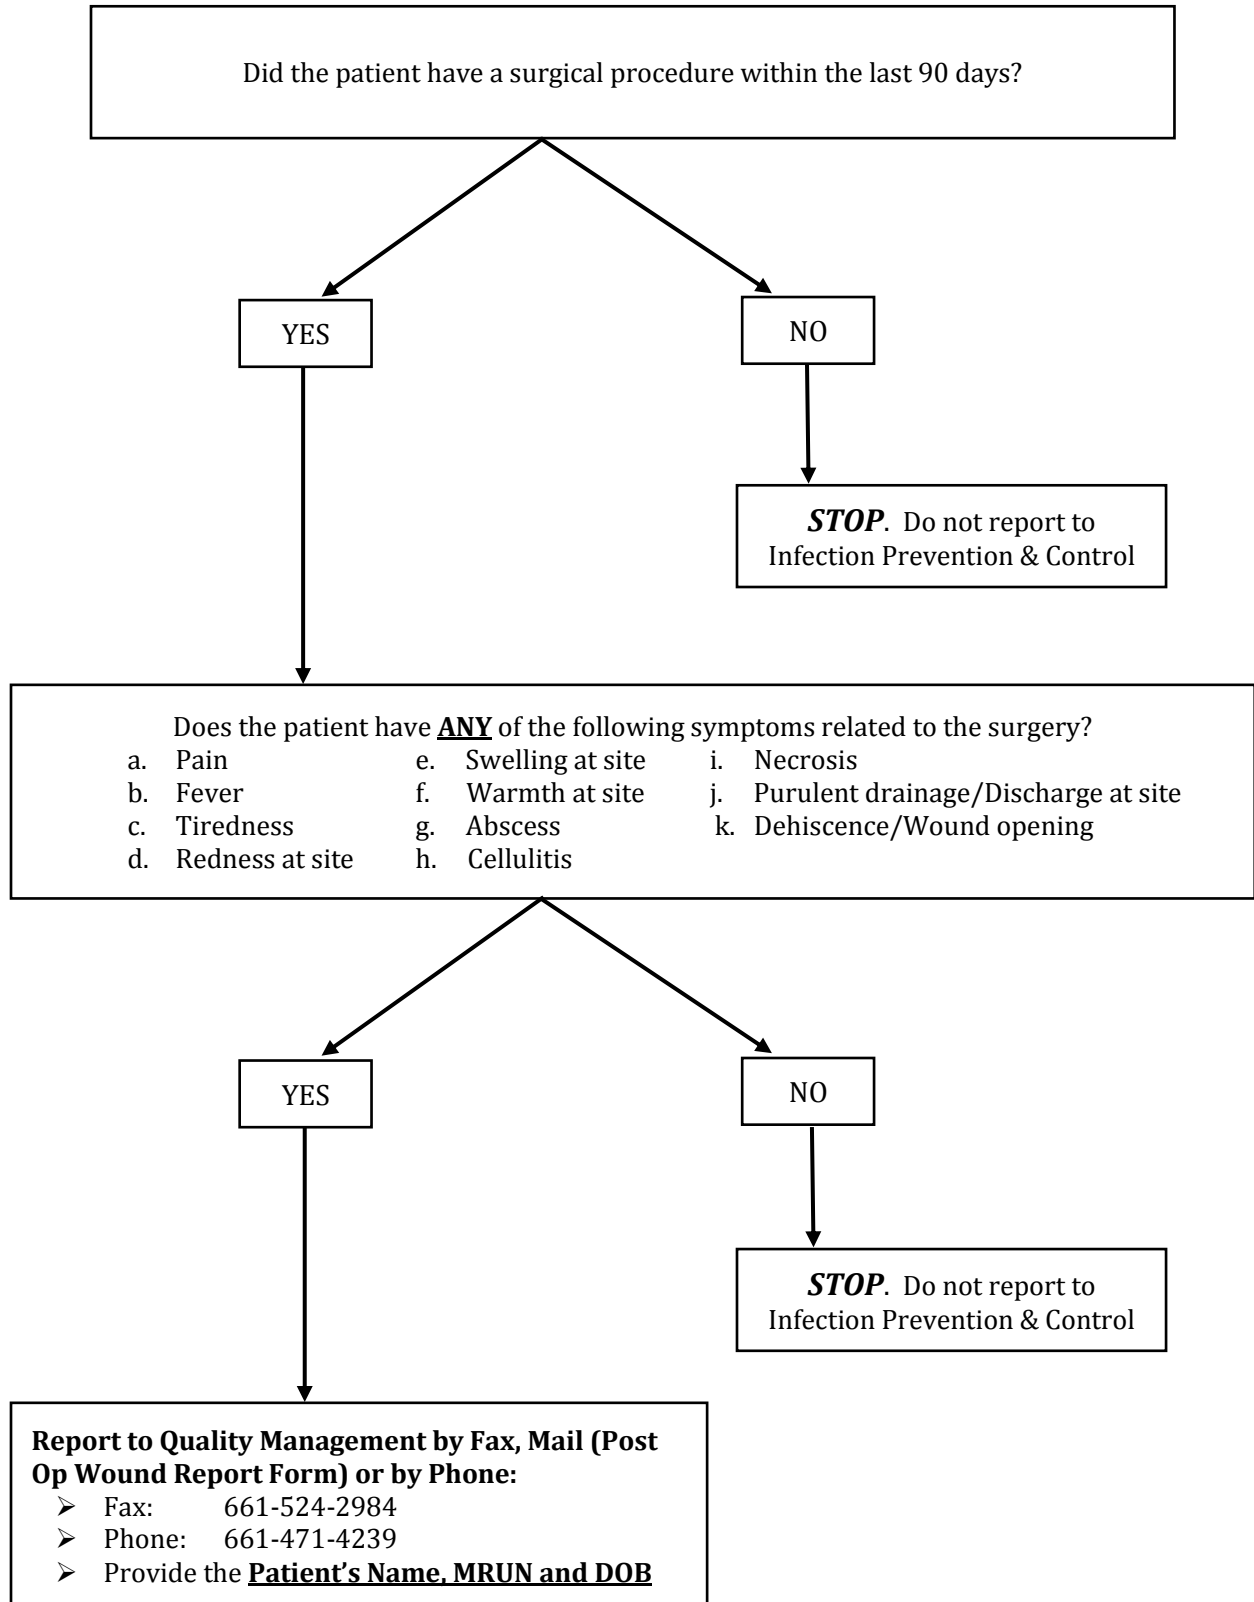 Did the patient have a surgical procedure within the last 90 days?
YES
NO
STOP. Do not report to
Infection Prevention & Control
Does the patient have ANY of the following symptoms related to the surgery?
a. Pain
b. Fever
c. Tiredness
d. Redness at site
e. Swelling at site
f. Warmth at site
g. Abscess
h. Cellulitis
i. Necrosis
j. Purulent drainage/Discharge at site
k. Dehiscence/Wound opening
YES
NO
STOP. Do not report to
Infection Prevention & Control
Report to Quality Management by Fax, Mail (Post
Op Wound Report Form) or by Phone:
➢ Fax: 661-524-2984
➢ Phone: 661-471-4239
➢ Provide the Patient’s Name, MRUN and DOB